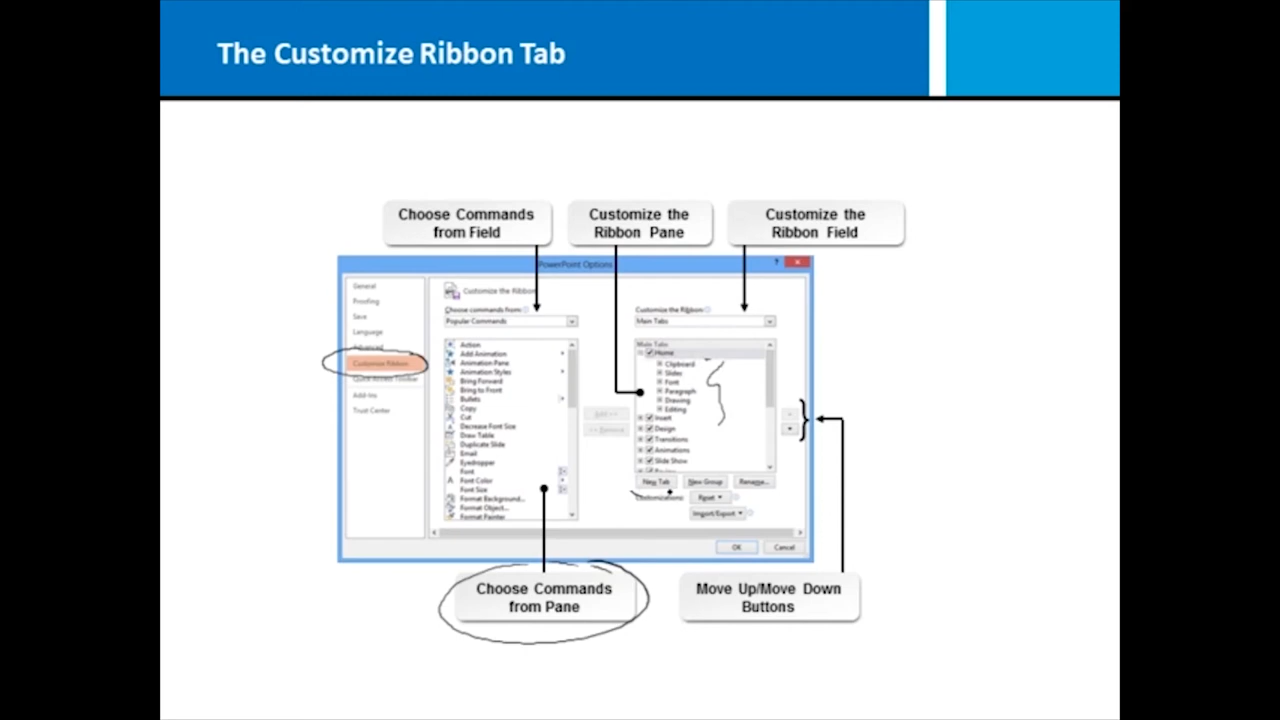 The Customize Ribbon Tab
Choose Commands
from Field
Customize the
Ribbon Pane
Customize the
Ribbon Field
PowerPoint Options
?
General
Proofing
Save
Language
Advanced
Customize Ribbon
Quick Access Toolbar
Add-Ins
Trust Center
Customize the Ribbon
Choose commands from:
Popular Commands
Action
Add Animation
Animation Pane
Animation Styles
Bring Forward
Bring to Front
Bullets
Copy
Cut
Decrease Font Size
Draw Table
Duplicate Slide
Email
Eyedropper
Font
Font Color
Font Size
Format Background...
Format Object...
Format Painter
Add >>
<< Remove
Customize the Ribbon:
Main Tabs
Main Tabs
Home
Clipboard
Slides
Font
Paragraph
Drawing
Editing
Insert
Design
Transitions
Animations
Slide Show
New Tab
New Group
Rename...
Customizations:
Reset
Import/Export
OK
Cancel
Choose Commands
from Pane
Move Up/Move Down
Buttons